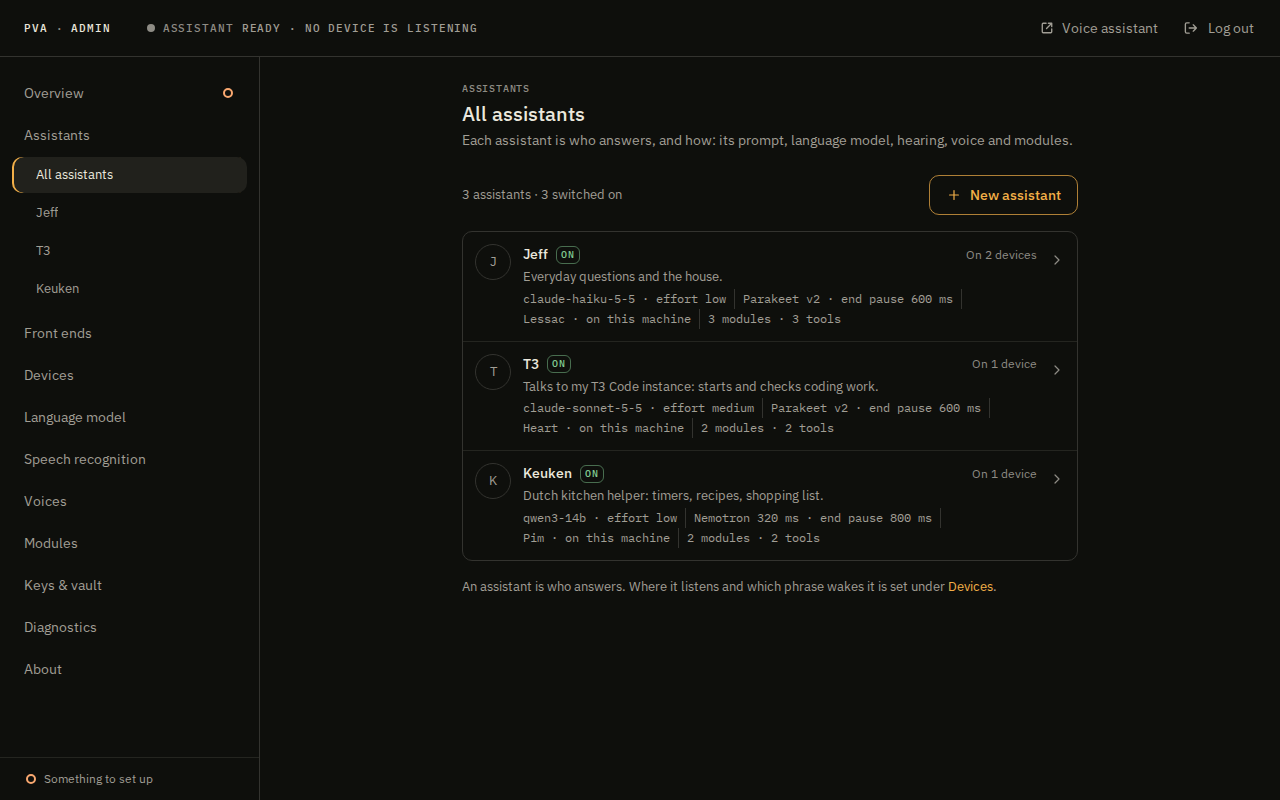 PVA · ADMIN
ASSISTANT READY · NO DEVICE IS LISTENING
Voice assistant
Log out
Overview
Assistants
All assistants
Jeff
T3
Keuken
Front ends
Devices
Language model
Speech recognition
Voices
Modules
Keys & vault
Diagnostics
About
Something to set up
ASSISTANTS
All assistants
Each assistant is who answers, and how: its prompt, language model, hearing, voice and modules.
3 assistants · 3 switched on
New assistant
J
Jeff ON
On 2 devices
Everyday questions and the house.
claude-haiku-5-5 · effort low Parakeet v2 · end pause 600 ms
Lessac · on this machine 3 modules · 3 tools
T
T3 ON
On 1 device
Talks to my T3 Code instance: starts and checks coding work.
claude-sonnet-5-5 · effort medium Parakeet v2 · end pause 600 ms
Heart · on this machine 2 modules · 2 tools
K
Keuken ON
On 1 device
Dutch kitchen helper: timers, recipes, shopping list.
qwen3-14b · effort low Nemotron 320 ms · end pause 800 ms
Pim · on this machine 2 modules · 2 tools
An assistant is who answers. Where it listens and which phrase wakes it is set under Devices.